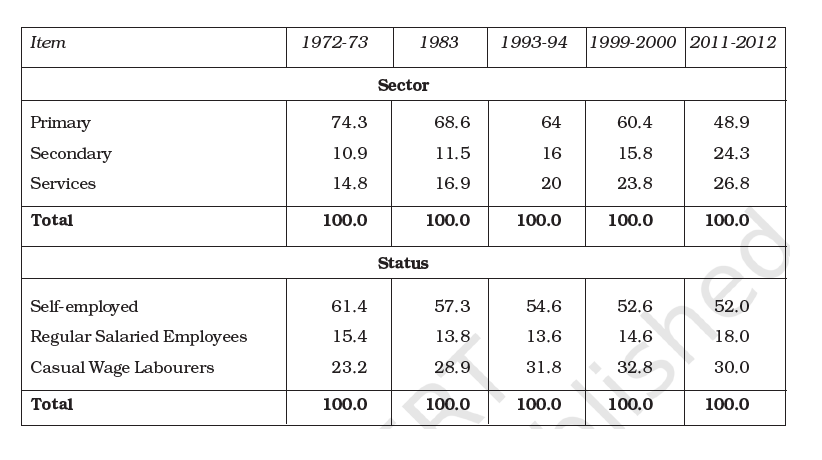 Item 1972-73 1983 1993-94 1999-2000 2011-2012
Sector
Primary 74.3 68.6 64 60.4 48.9
Secondary 10.9 11.5 16 15.8 24.3
Services 14.8 16.9 20 23.8 26.8
Total 100.0 100.0 100.0 100.0 100.0
Status
Self-employed 61.4 57.3 54.6 52.6 52.0
Regular Salaried Employees 15.4 13.8 13.6 14.6 18.0
Casual Wage Labourers 23.2 28.9 31.8 32.8 30.0
Total 100.0 100.0 100.0 100.0 100.0